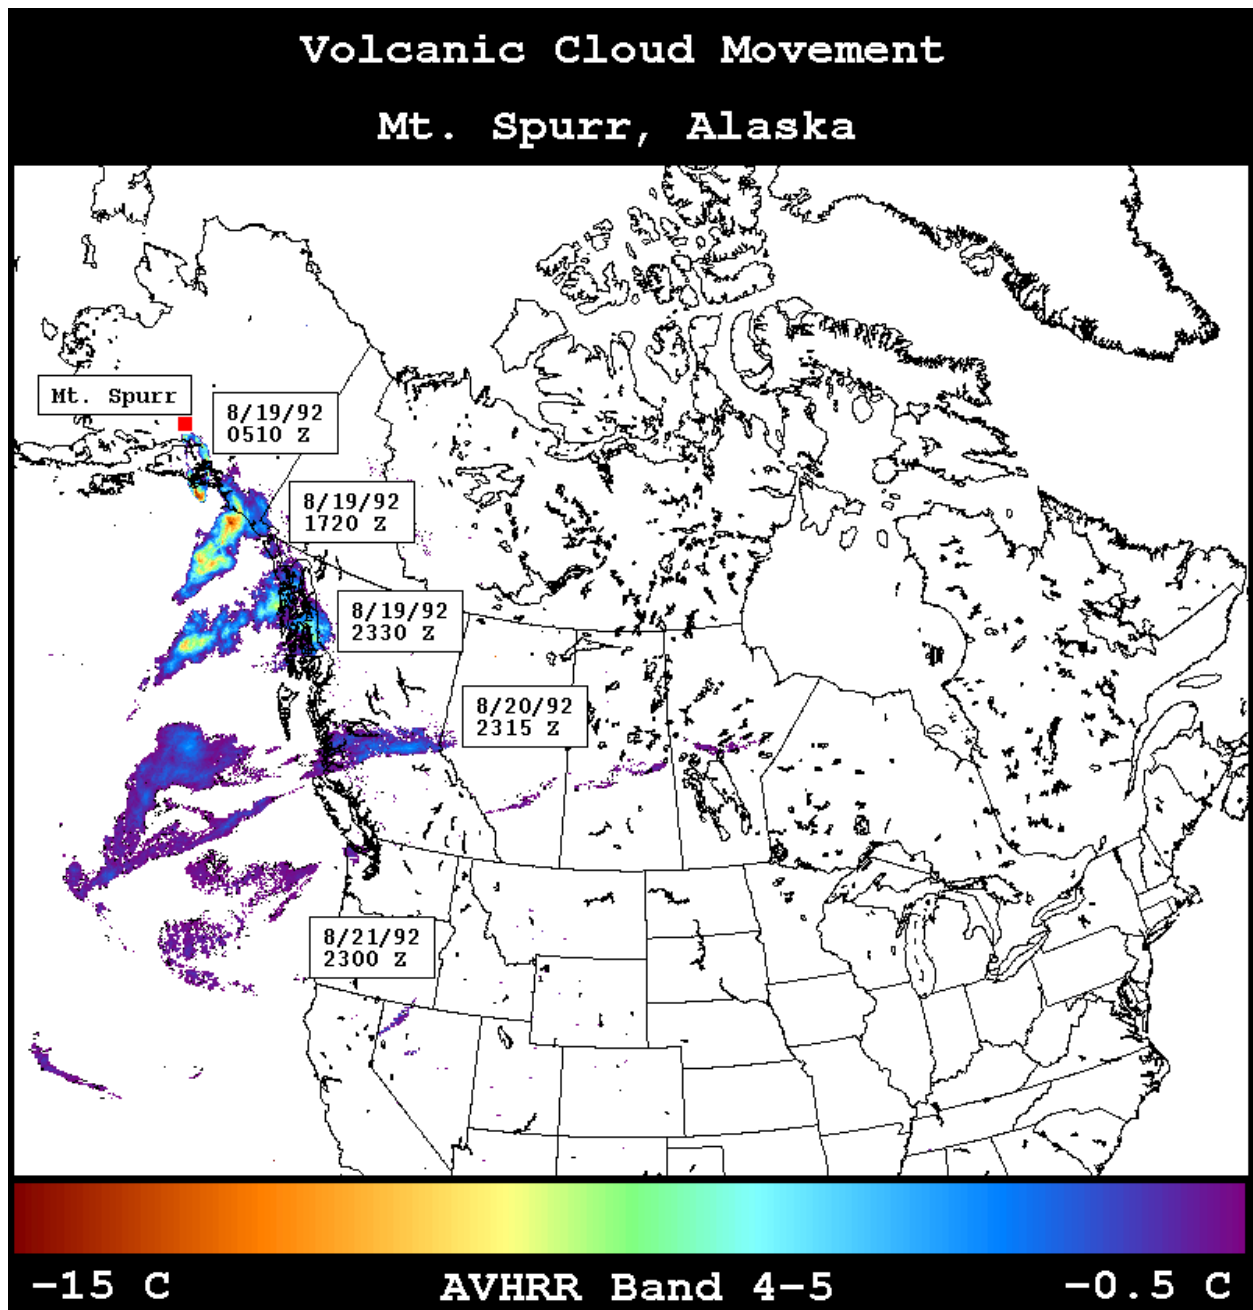 Volcanic Cloud Movement
Mt. Spurr, Alaska
Mt. Spurr
8/19/92
0510 Z
8/19/92
1720 Z
8/19/92
2330 Z
8/20/92
2315 Z
8/21/92
2300 Z
−15 C
AVHRR Band 4−5
−0.5 C